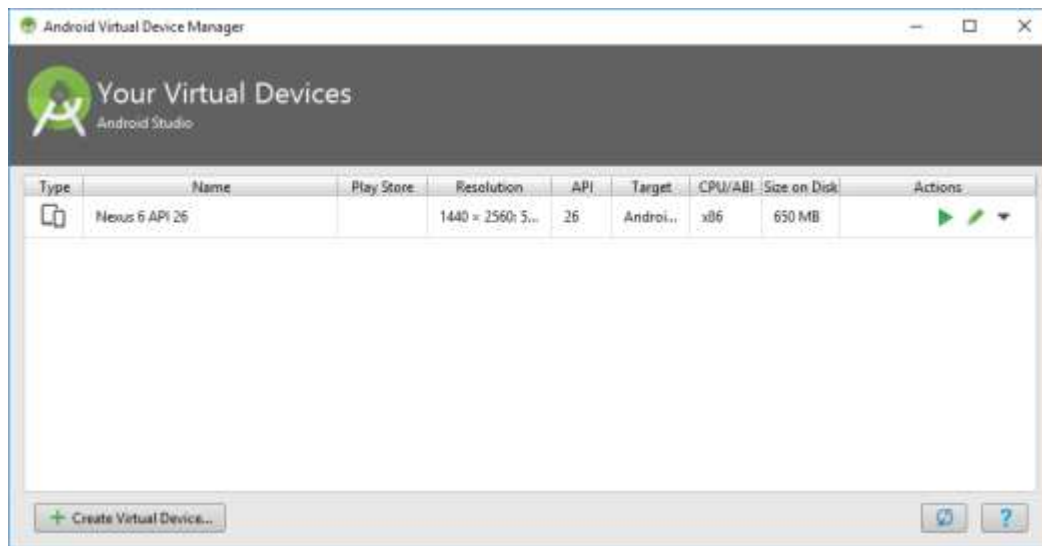 Android Virtual Device Manager
Your Virtual Devices
Android Studio
Type Name Play Store Resolution API Target CPU/ABI Size on Disk Actions
Nexus 6 API 26 1440 × 2560: 5... 26 Androi... x86 650 MB
+ Create Virtual Device...
?